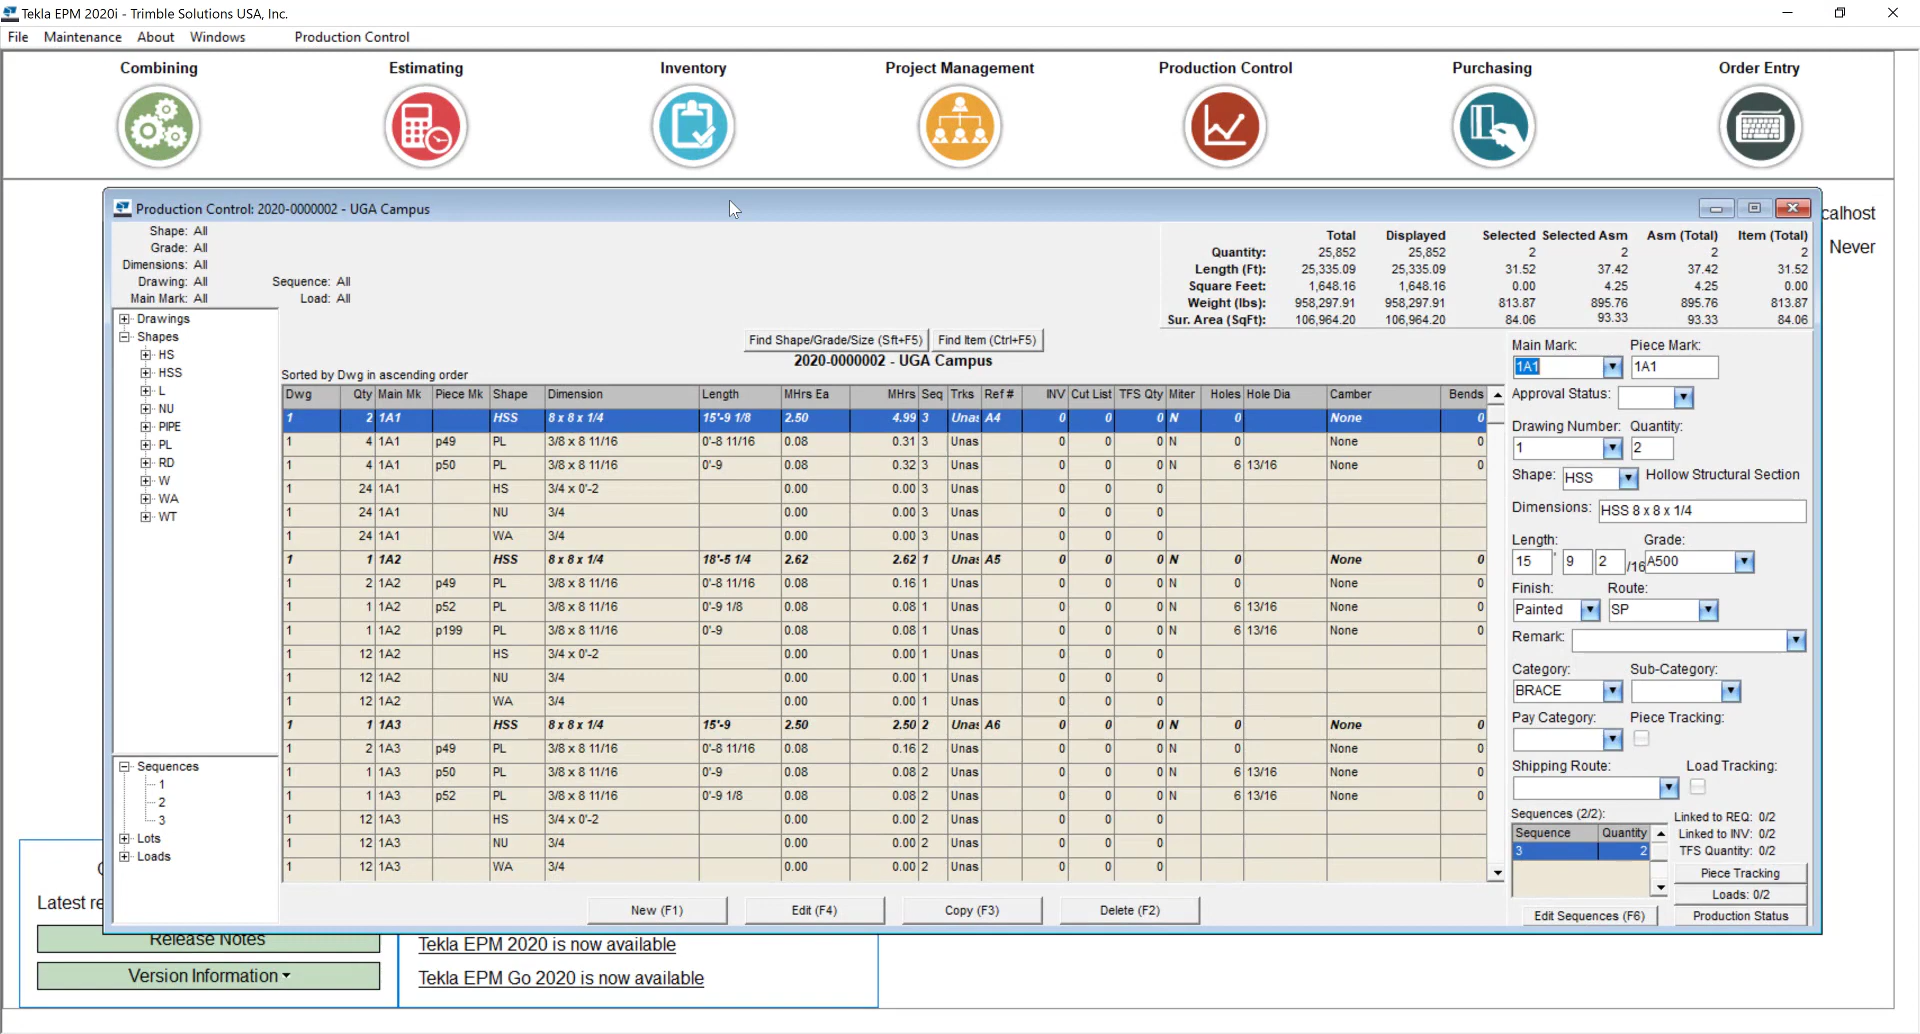 Tekla EPM 2020i - Trimble Solutions USA, Inc.
File Maintenance About Windows Production Control
Combining Estimating Inventory Project Management Production Control Purchasing Order Entry
Production Control: 2020-0000002 - UGA Campus
calhost
Never
Shape: All
Grade: All
Dimensions: All
Drawing: All Sequence: All
Main Mark: All Load: All
Total Displayed Selected Selected Asm Asm (Total) Item (Total)
Quantity: 25,852 25,852 2 2 2 2
Length (Ft): 25,335.09 25,335.09 31.52 37.42 37.42 31.52
Square Feet: 1,648.16 1,648.16 0.00 4.25 4.25 0.00
Weight (lbs): 958,297.91 958,297.91 813.87 895.76 895.76 813.87
Sur. Area (SqFt): 106,964.20 106,964.20 84.06 93.33 93.33 84.06
Drawings
Shapes
HS
HSS
L
NU
PIPE
PL
RD
W
WA
WT
Sequences
1
2
3
Lots
Loads
Find Shape/Grade/Size (Sft+F5) Find Item (Ctrl+F5)
2020-0000002 - UGA Campus
Sorted by Dwg in ascending order
Dwg Qty Main Mk Piece Mk Shape Dimension Length MHrs Ea MHrs Seq Trks Ref # INV Cut List TFS Qty Miter Holes Hole Dia Camber Bends
1 2 1A1 HSS 8 x 8 x 1/4 15'-9 1/8 2.50 4.99 3 Unas A4 0 0 0 N 0 None 0
1 4 1A1 p49 PL 3/8 x 8 11/16 0'-8 11/16 0.08 0.31 3 Unas 0 0 0 N 0 None 0
1 4 1A1 p50 PL 3/8 x 8 11/16 0'-9 0.08 0.32 3 Unas 0 0 0 N 6 13/16 None 0
1 24 1A1 HS 3/4 x 0'-2 0.00 0.00 3 Unas 0 0 0
1 24 1A1 NU 3/4 0.00 0.00 3 Unas 0 0 0
1 24 1A1 WA 3/4 0.00 0.00 3 Unas 0 0 0
1 1 1A2 HSS 8 x 8 x 1/4 18'-5 1/4 2.62 2.62 1 Unas A5 0 0 0 N 0 None 0
1 2 1A2 p49 PL 3/8 x 8 11/16 0'-8 11/16 0.08 0.16 1 Unas 0 0 0 N 0 None 0
1 1 1A2 p52 PL 3/8 x 8 11/16 0'-9 1/8 0.08 0.08 1 Unas 0 0 0 N 6 13/16 None 0
1 1 1A2 p199 PL 3/8 x 8 11/16 0'-9 0.08 0.08 1 Unas 0 0 0 N 6 13/16 None 0
1 12 1A2 HS 3/4 x 0'-2 0.00 0.00 1 Unas 0 0 0
1 12 1A2 NU 3/4 0.00 0.00 1 Unas 0 0 0
1 12 1A2 WA 3/4 0.00 0.00 1 Unas 0 0 0
1 1 1A3 HSS 8 x 8 x 1/4 15'-9 2.50 2.50 2 Unas A6 0 0 0 N 0 None 0
1 2 1A3 p49 PL 3/8 x 8 11/16 0'-8 11/16 0.08 0.16 2 Unas 0 0 0 N 0 None 0
1 1 1A3 p50 PL 3/8 x 8 11/16 0'-9 0.08 0.08 2 Unas 0 0 0 N 6 13/16 None 0
1 1 1A3 p52 PL 3/8 x 8 11/16 0'-9 1/8 0.08 0.08 2 Unas 0 0 0 N 6 13/16 None 0
1 12 1A3 HS 3/4 x 0'-2 0.00 0.00 2 Unas 0 0 0
1 12 1A3 NU 3/4 0.00 0.00 2 Unas 0 0 0
1 12 1A3 WA 3/4 0.00 0.00 2 Unas 0 0 0
New (F1) Edit (F4) Copy (F3) Delete (F2)
Main Mark: Piece Mark:
1A1 1A1
Approval Status:
Drawing Number: Quantity:
1 2
Shape: HSS Hollow Structural Section
Dimensions: HSS 8 x 8 x 1/4
Length: Grade:
15 ' 9 2 /16 A500
Finish: Route:
Painted SP
Remark:
Category: Sub-Category:
BRACE
Pay Category: Piece Tracking:
Shipping Route: Load Tracking:
Sequences (2/2): Linked to REQ: 0/2
Sequence Quantity Linked to INV: 0/2
3 2 TFS Quantity: 0/2
Piece Tracking
Loads: 0/2
Edit Sequences (F6) Production Status
Latest re
Release Notes
Version Information
Tekla EPM 2020 is now available
Tekla EPM Go 2020 is now available